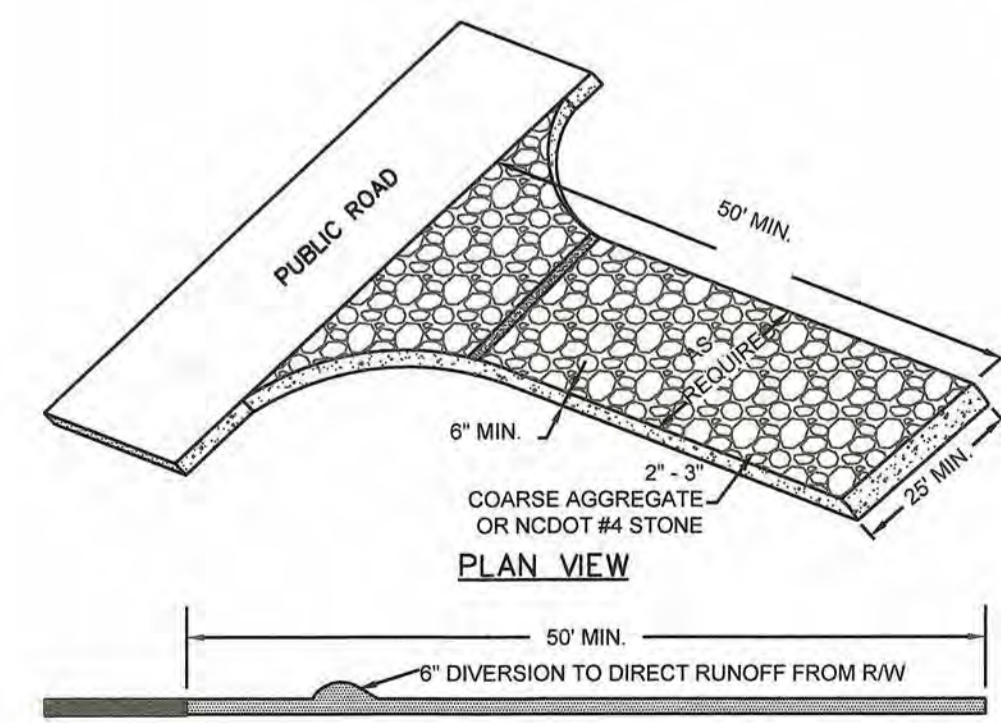 PUBLIC ROAD
50' MIN.
AS
REQUIRED
6" MIN.
2" - 3"
COARSE AGGREGATE
OR NCDOT #4 STONE
25' MIN.
PLAN VIEW
50' MIN.
6" DIVERSION TO DIRECT RUNOFF FROM R/W